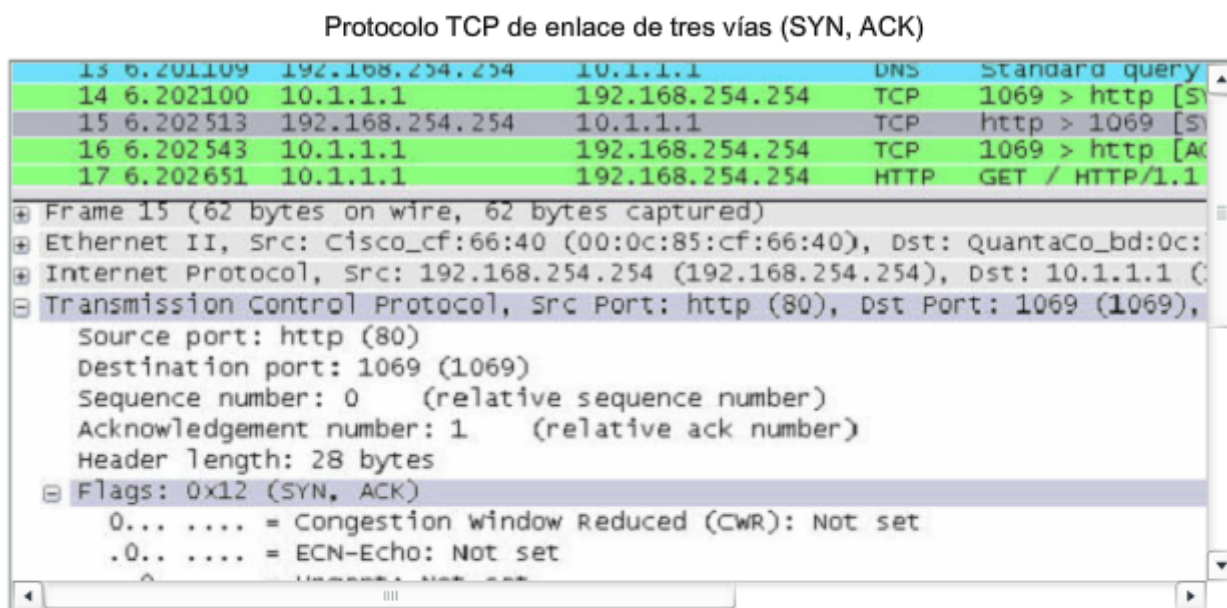 Protocolo TCP de enlace de tres vías (SYN, ACK)
13 6.201109 192.168.254.254 10.1.1.1 DNS Standard query
14 6.202100 10.1.1.1 192.168.254.254 TCP 1069 > http [SY
15 6.202513 192.168.254.254 10.1.1.1 TCP http > 1069 [SY
16 6.202543 10.1.1.1 192.168.254.254 TCP 1069 > http [AC
17 6.202651 10.1.1.1 192.168.254.254 HTTP GET / HTTP/1.1
Frame 15 (62 bytes on wire, 62 bytes captured)
Ethernet II, Src: Cisco_cf:66:40 (00:0c:85:cf:66:40), Dst: QuantaCo_bd:0c:
Internet Protocol, Src: 192.168.254.254 (192.168.254.254), Dst: 10.1.1.1 (
Transmission Control Protocol, Src Port: http (80), Dst Port: 1069 (1069),
Source port: http (80)
Destination port: 1069 (1069)
Sequence number: 0 (relative sequence number)
Acknowledgement number: 1 (relative ack number)
Header length: 28 bytes
Flags: 0x12 (SYN, ACK)
0... .... = Congestion Window Reduced (CWR): Not set
.0.. .... = ECN-Echo: Not set